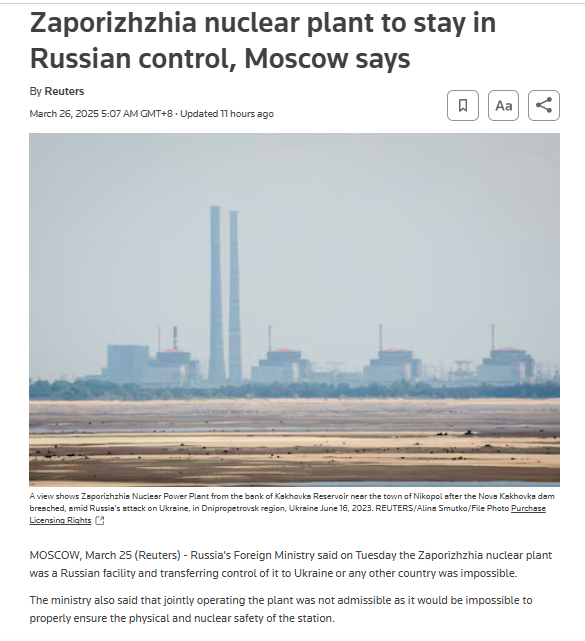 Zaporizhzhia nuclear plant to stay in
Russian control, Moscow says
By Reuters
March 26, 2025 5:07 AM GMT+8 · Updated 11 hours ago
Aa
A view shows Zaporizhzhia Nuclear Power Plant from the bank of Kakhovka Reservoir near the town of Nikopol after the Nova Kakhovka dam
breached, amid Russia's attack on Ukraine, in Dnipropetrovsk region, Ukraine June 16, 2023. REUTERS/Alina Smutko/File Photo Purchase
Licensing Rights
MOSCOW, March 25 (Reuters) - Russia's Foreign Ministry said on Tuesday the Zaporizhzhia nuclear plant
was a Russian facility and transferring control of it to Ukraine or any other country was impossible.
The ministry also said that jointly operating the plant was not admissible as it would be impossible to
properly ensure the physical and nuclear safety of the station.